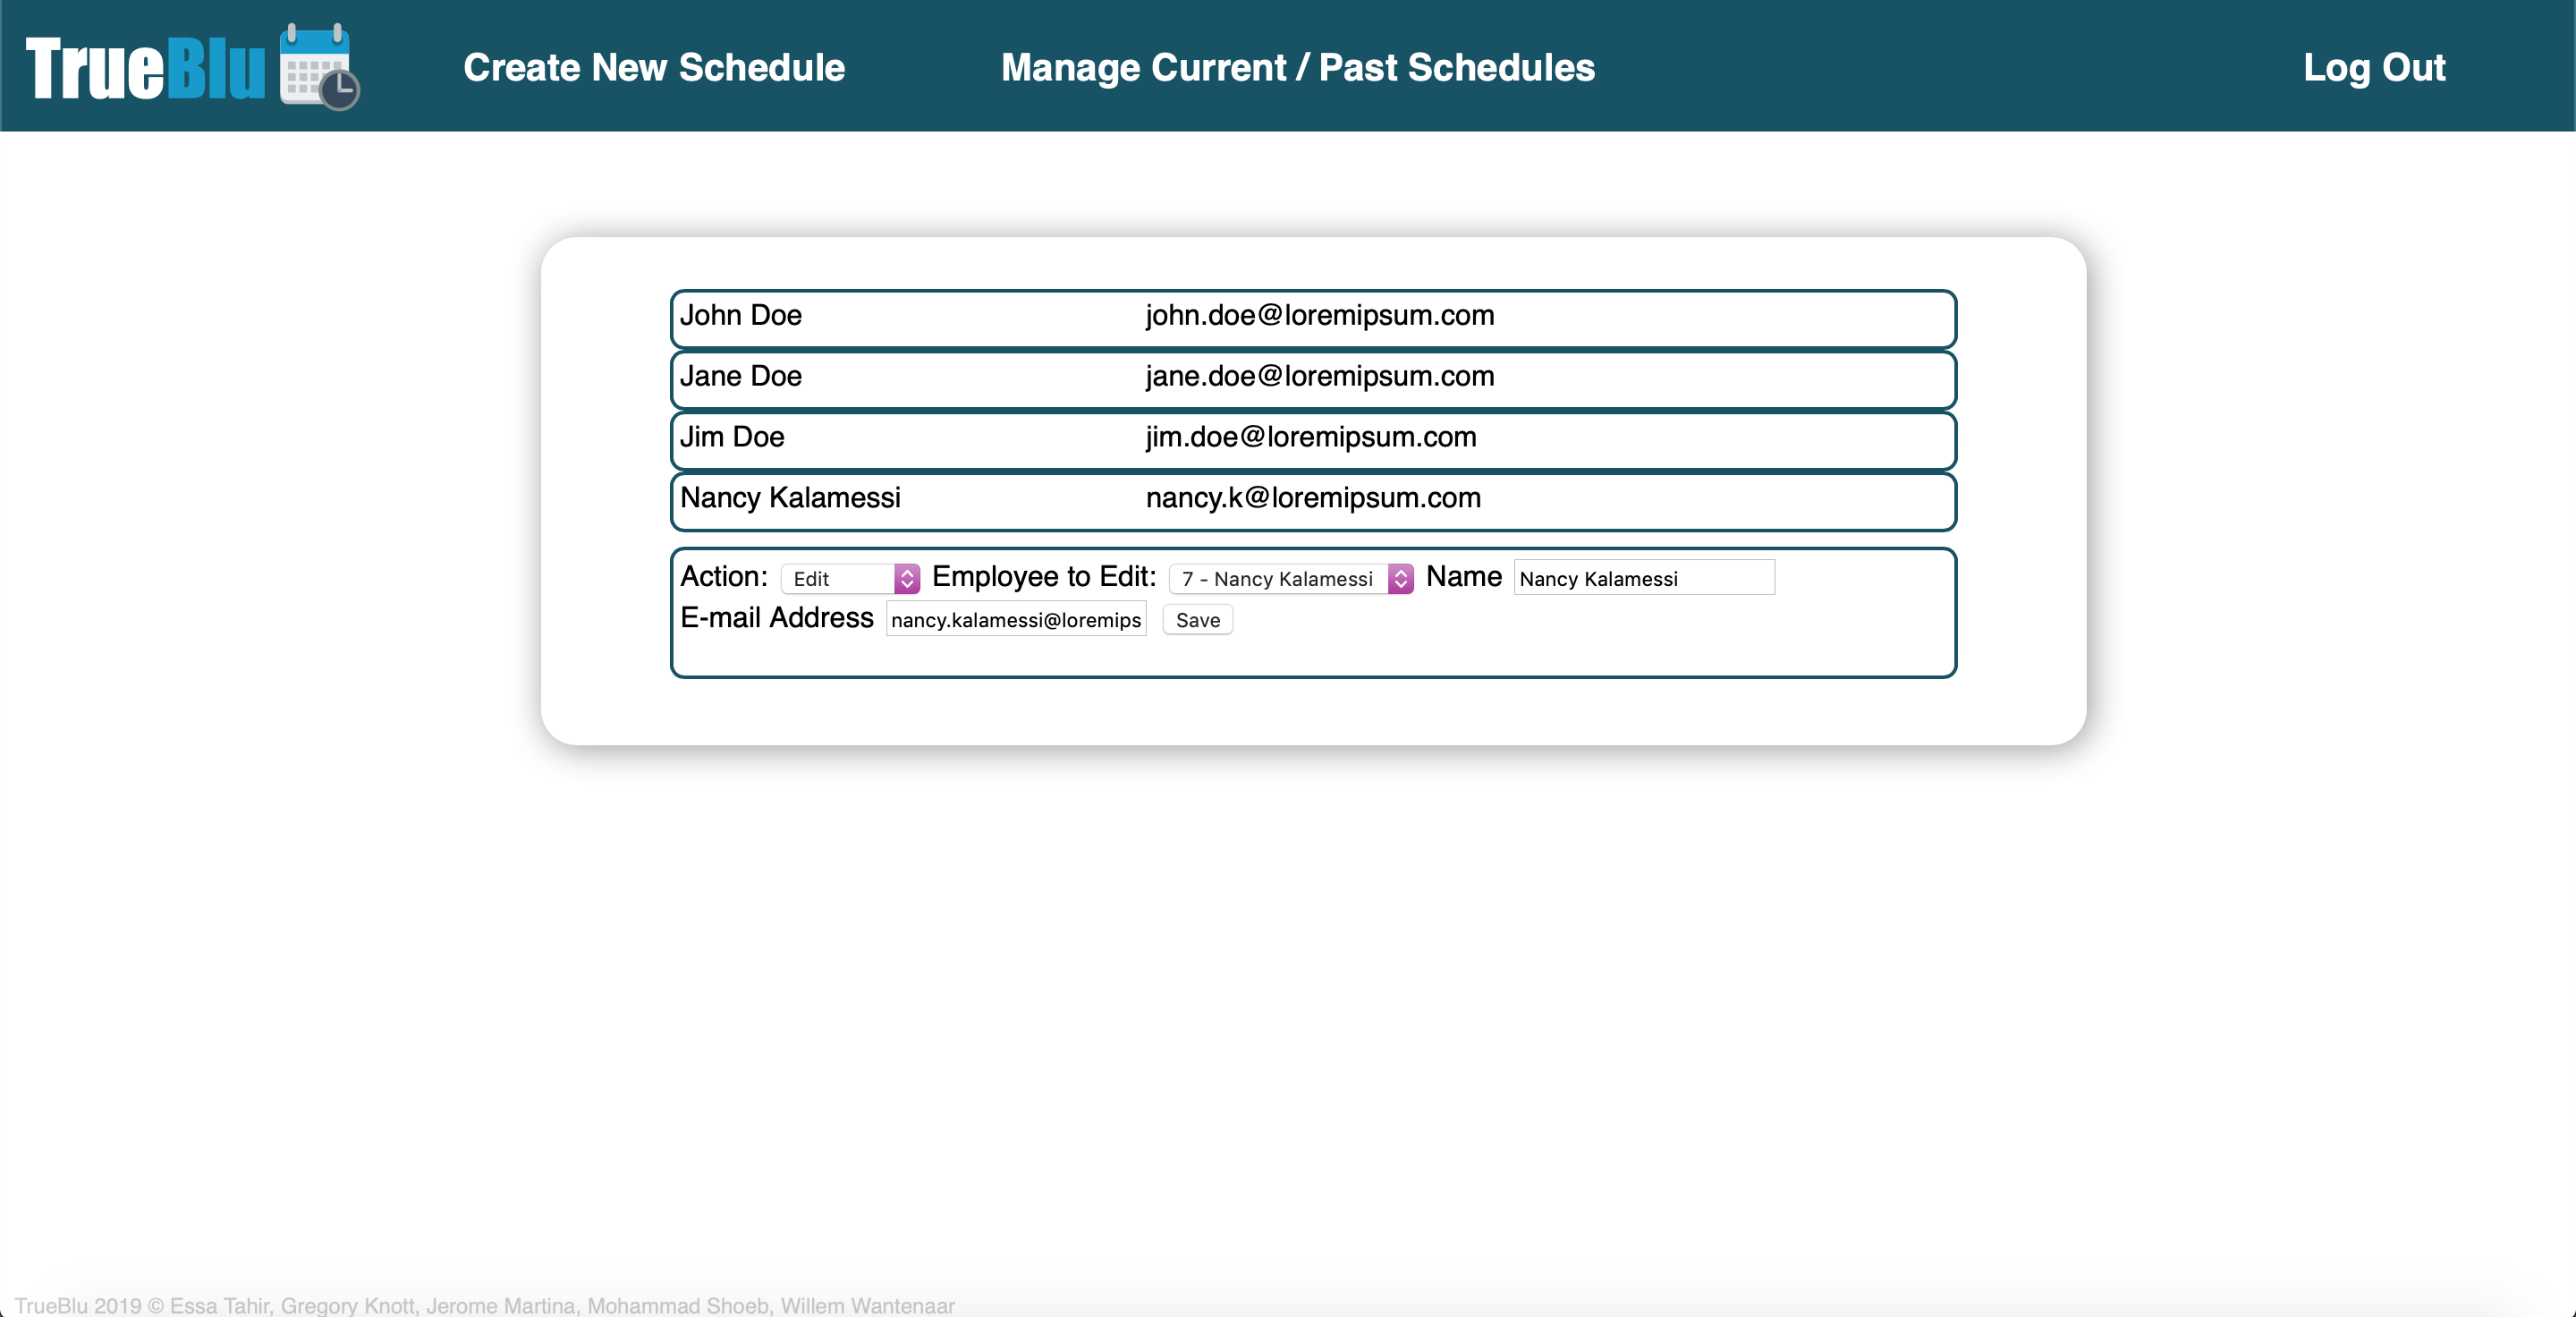 TrueBlu Create New Schedule Manage Current / Past Schedules Log Out
John Doe john.doe@loremipsum.com
Jane Doe jane.doe@loremipsum.com
Jim Doe jim.doe@loremipsum.com
Nancy Kalamessi nancy.k@loremipsum.com
Action: Edit Employee to Edit: 7 - Nancy Kalamessi Name Nancy Kalamessi
E-mail Address nancy.kalamessi@loremips Save
TrueBlu 2019 © Essa Tahir, Gregory Knott, Jerome Martina, Mohammad Shoeb, Willem Wantenaar